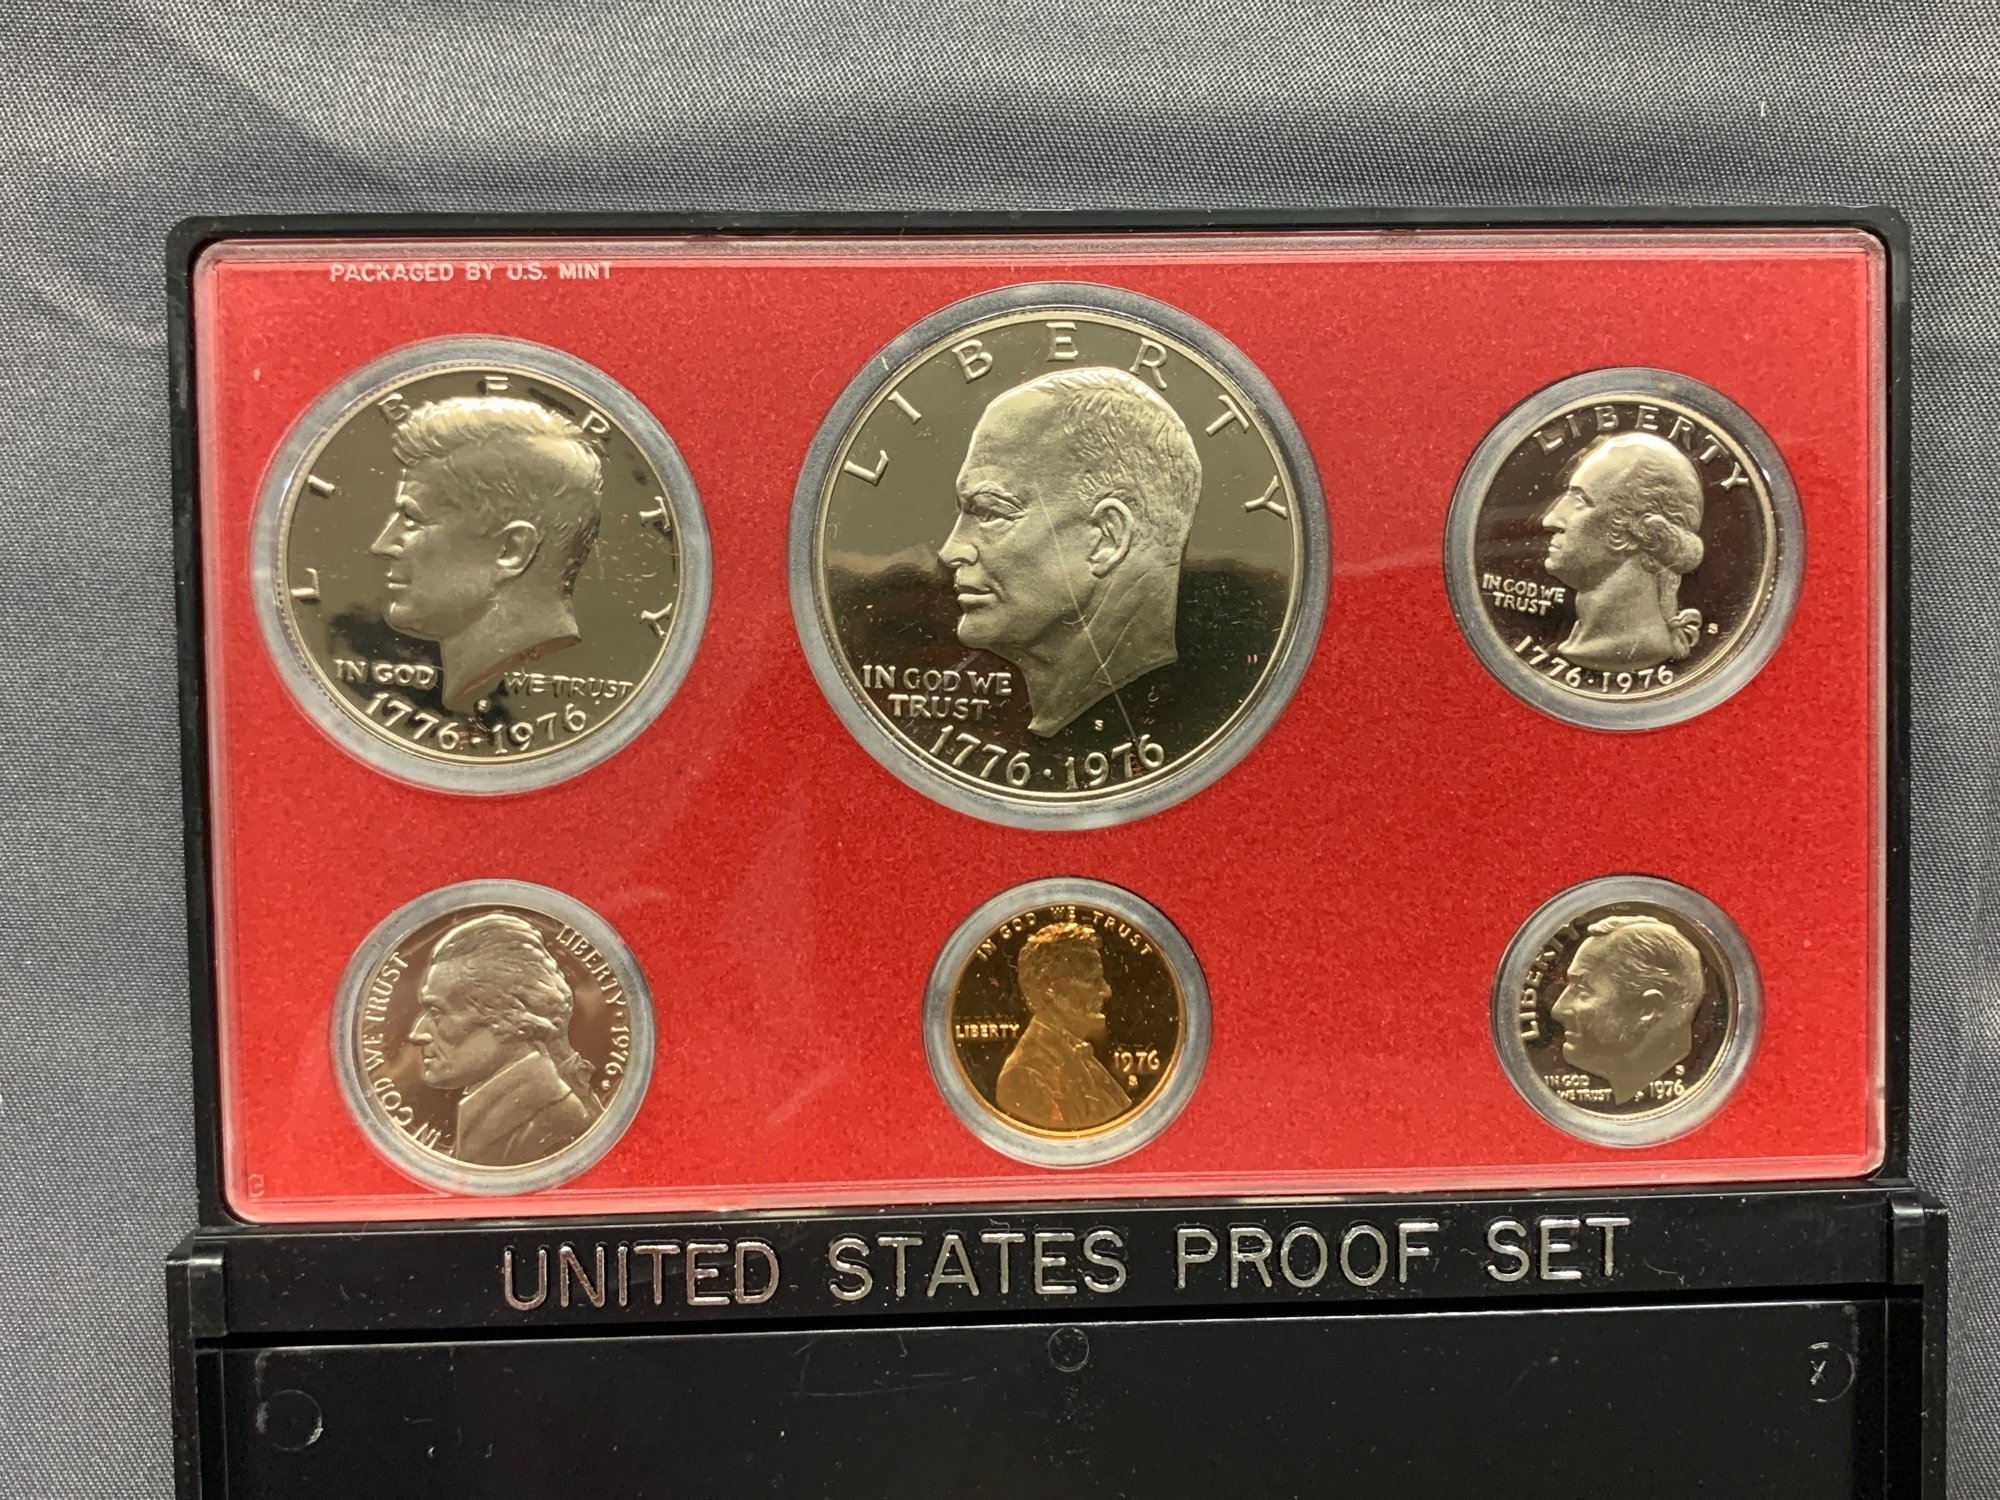 PACKAGED BY U.S. MINT
LIBERTY
IN GOD WE TRUST
1776 · 1976
LIBERTY
IN GOD WE
TRUST
S
1776 · 1976
LIBERTY
IN GOD WE
TRUST
S
1776 · 1976
IN GOD WE TRUST
LIBERTY · 1976
IN GOD WE TRUST
LIBERTY
1976
S
LIBERTY
IN GOD
WE TRUST
S
1976
UNITED STATES PROOF SET